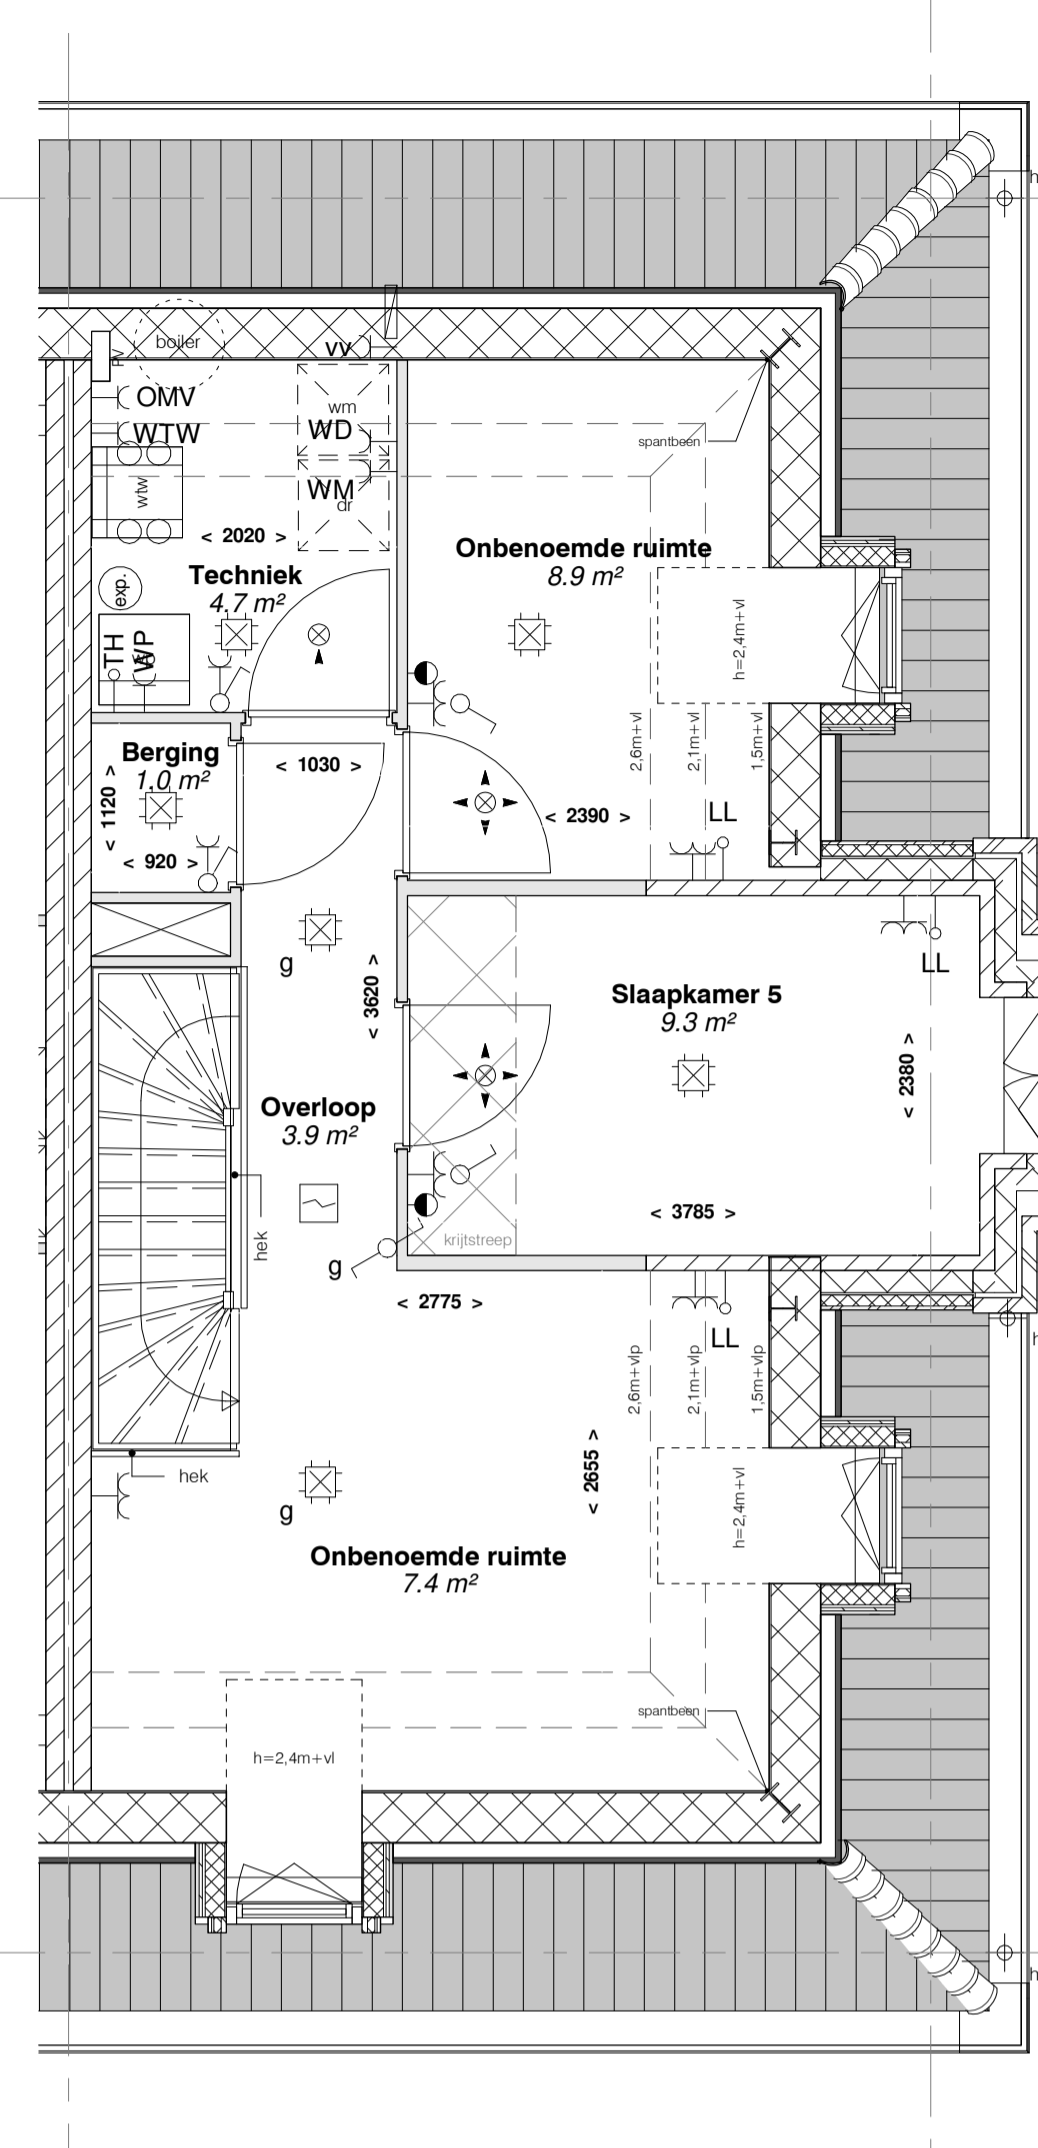 h
boiler
PV
vv
OMV
wm
WTW
WD
spantbeen
wtw
WM
dr
< 2020 >
Onbenoemde ruimte
8.9 m²
Techniek
4.7 m²
exp.
TH
WP
h=2,4m+vl
2,6m+vl
2,1m+vl
1,5m+vl
Berging
1.0 m²
< 1030 >
< 1120 >
< 2390 >
LL
< 920 >
g
< 3620 >
LL
Slaapkamer 5
9.3 m²
< 2380 >
Overloop
3.9 m²
hek
< 3785 >
krijtstreep
g
< 2775 >
LL
h
2,6m+vlp
2,1m+vlp
1,5m+vlp
< 2655 >
hek
g
h=2,4m+vl
Onbenoemde ruimte
7.4 m²
spantbeen
h=2,4m+vl
h